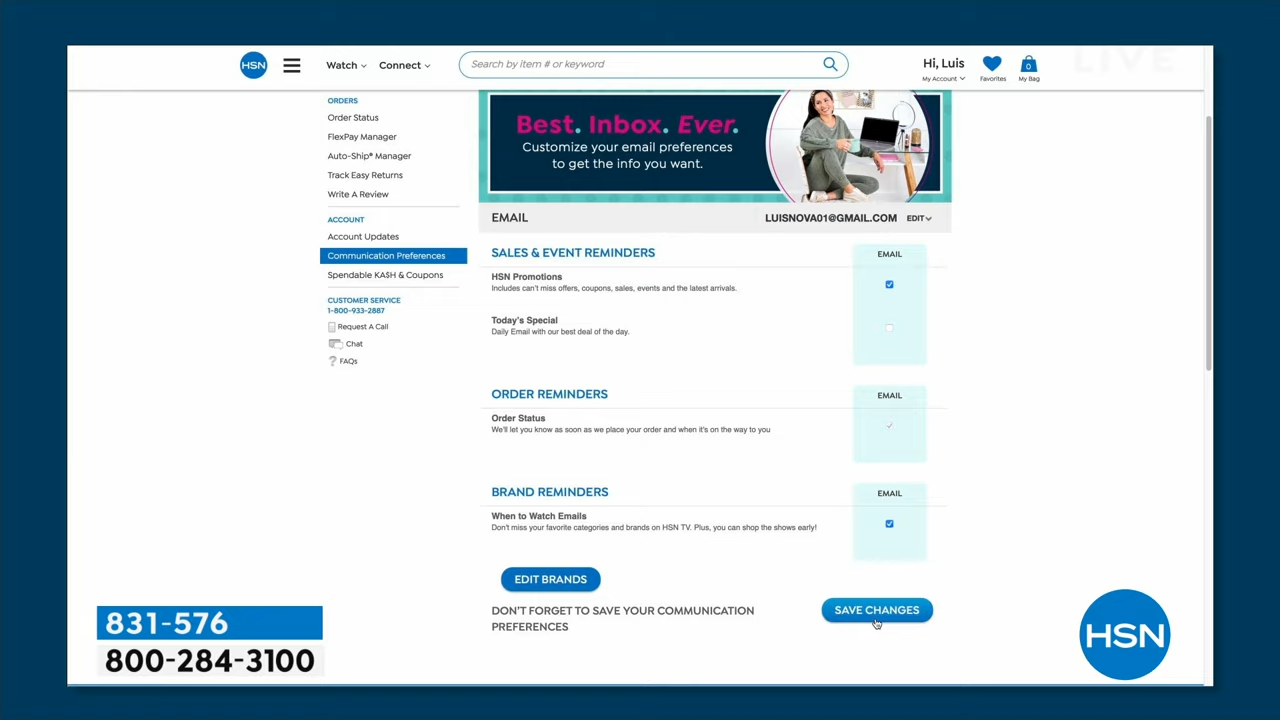 LIVE
HSN
Watch
Connect
Search by item # or keyword
Hi, Luis
My Account
Favorites
0
My Bag
ORDERS
Order Status
FlexPay Manager
Auto-Ship® Manager
Track Easy Returns
Write A Review
ACCOUNT
Account Updates
Communication Preferences
Spendable KA$H & Coupons
CUSTOMER SERVICE
1-800-933-2887
Request A Call
Chat
? FAQs
Best. Inbox. Ever.
Customize your email preferences
to get the info you want.
EMAIL
LUISNOVA01@GMAIL.COM
EDIT
SALES & EVENT REMINDERS
EMAIL
HSN Promotions
Includes can't miss offers, coupons, sales, events and the latest arrivals.
Today's Special
Daily Email with our best deal of the day.
ORDER REMINDERS
EMAIL
Order Status
We'll let you know as soon as we place your order and when it's on the way to you
BRAND REMINDERS
EMAIL
When to Watch Emails
Don't miss your favorite categories and brands on HSN TV. Plus, you can shop the shows early!
EDIT BRANDS
DON'T FORGET TO SAVE YOUR COMMUNICATION
PREFERENCES
SAVE CHANGES
831-576
800-284-3100
HSN